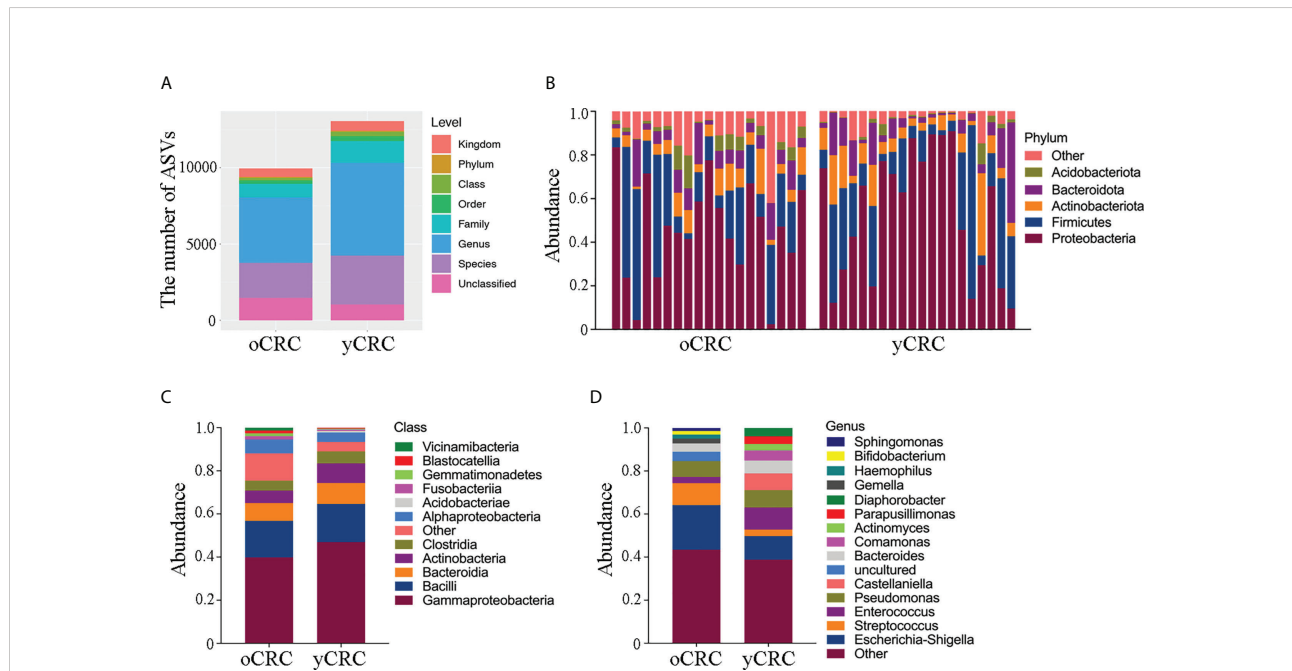 A
The number of ASVs
10000
5000
0
oCRC
yCRC
Level
Kingdom
Phylum
Class
Order
Family
Genus
Species
Unclassified
B
Abundance
1.0
0.8
0.6
0.4
0.2
0
oCRC
yCRC
Phylum
Other
Acidobacteriota
Bacteroidota
Actinobacteriota
Firmicutes
Proteobacteria
C
Abundance
1.0
0.8
0.6
0.4
0.2
0
oCRC
yCRC
Class
Vicinamibacteria
Blastocatellia
Gemmatimonadetes
Fusobacteriia
Acidobacteriae
Alphaproteobacteria
Other
Clostridia
Actinobacteria
Bacteroidia
Bacilli
Gammaproteobacteria
D
Abundance
1.0
0.8
0.6
0.4
0.2
0
oCRC
yCRC
Genus
Sphingomonas
Bifidobacterium
Haemophilus
Gemella
Diaphorobacter
Parapusillimonas
Actinomyces
Comamonas
Bacteroides
uncultured
Castellaniella
Pseudomonas
Enterococcus
Streptococcus
Escherichia-Shigella
Other